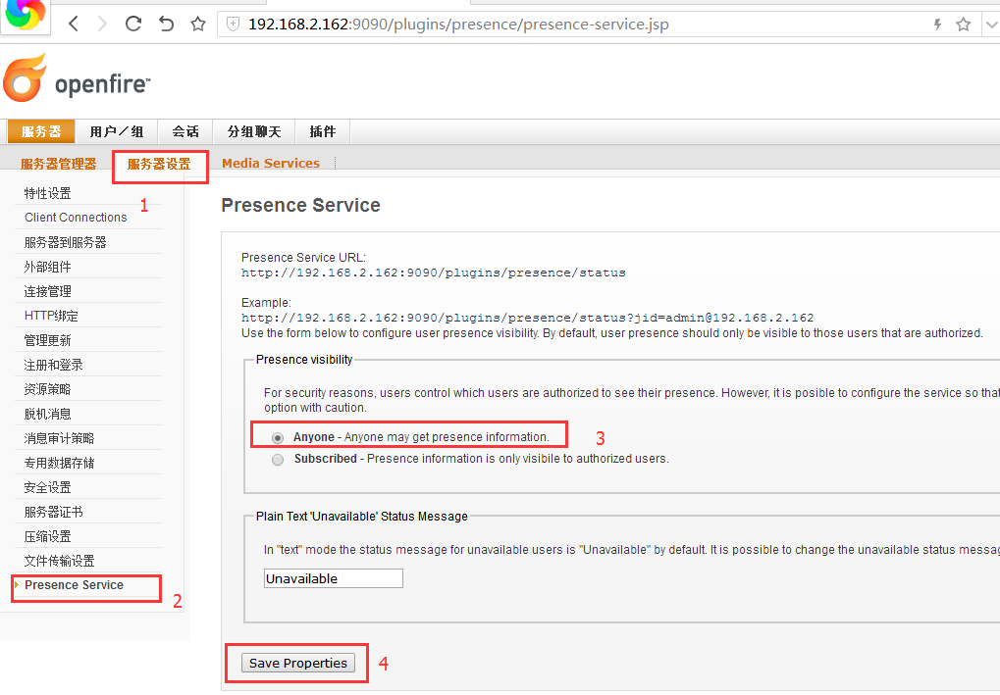 192.168.2.162:9090/plugins/presence/presence-service.jsp
openfire™
服务器 用户／组 会话 分组聊天 插件
服务器管理器 服务器设置 Media Services
1
特性设置
Client Connections
服务器到服务器
外部组件
连接管理
HTTP绑定
管理更新
注册和登录
资源策略
脱机消息
消息审计策略
专用数据存储
安全设置
服务器证书
压缩设置
文件传输设置
Presence Service
2
Presence Service
Presence Service URL:
http://192.168.2.162:9090/plugins/presence/status
Example:
http://192.168.2.162:9090/plugins/presence/status?jid=admin@192.168.2.162
Use the form below to configure user presence visibility. By default, user presence should only be visible to those users that are authorized.
Presence visibility
For security reasons, users control which users are authorized to see their presence. However, it is posible to configure the service so that
option with caution.
Anyone - Anyone may get presence information.
3
Subscribed - Presence information is only visibile to authorized users.
Plain Text 'Unavailable' Status Message
In "text" mode the status message for unavailable users is "Unavailable" by default. It is possible to change the unavailable status messag
Unavailable
Save Properties
4